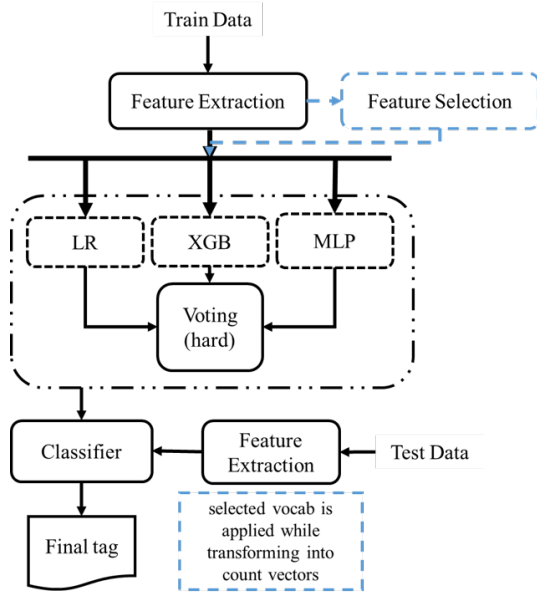 Train Data
Feature Extraction
Feature Selection
LR
XGB
MLP
Voting
(hard)
Classifier
Feature
Extraction
Test Data
Final tag
selected vocab is
applied while
transforming into
count vectors